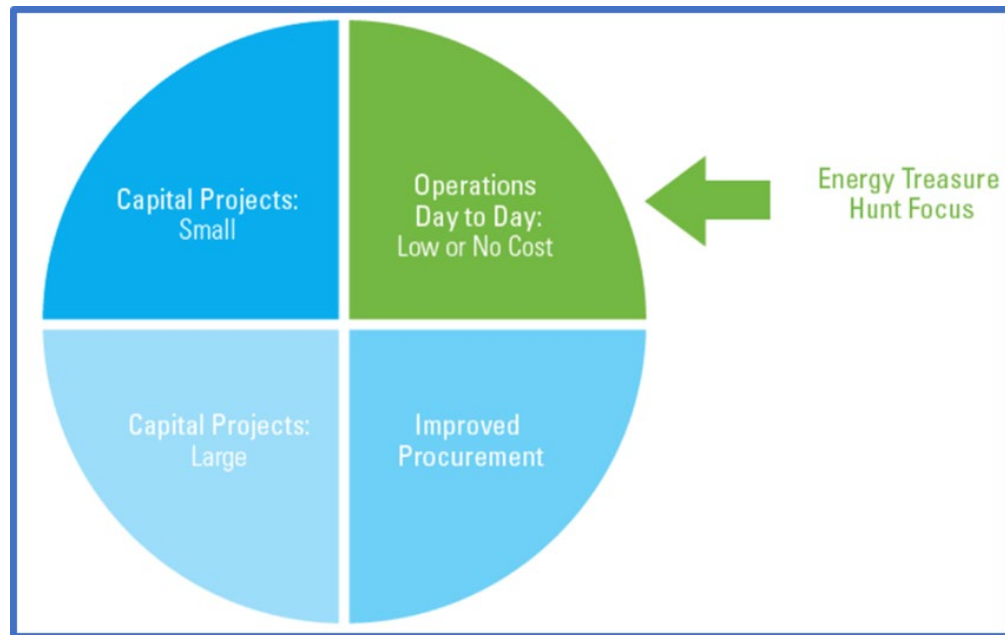 Capital Projects:
Small
Operations
Day to Day:
Low or No Cost
Energy Treasure
Hunt Focus
Capital Projects:
Large
Improved
Procurement